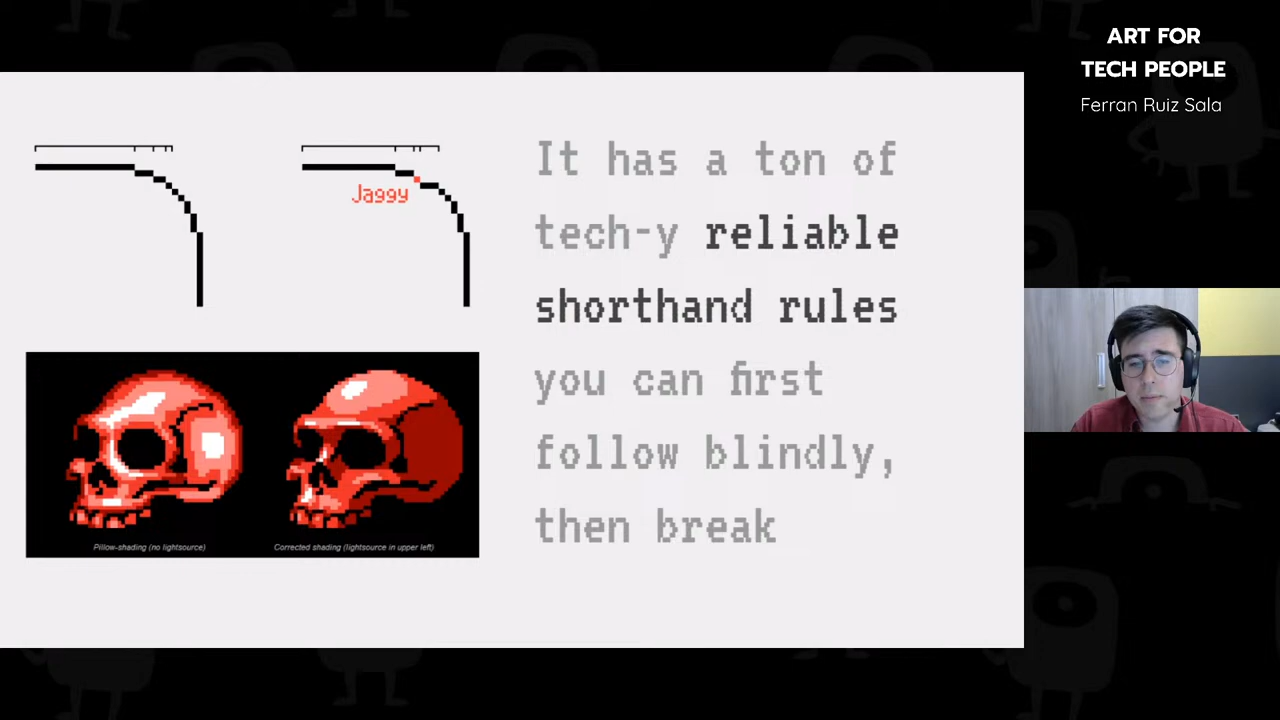 ART FOR
TECH PEOPLE
Ferran Ruiz Sala
Jaggy
It has a ton of
tech-y reliable
shorthand rules
you can first
follow blindly,
then break
Pillow-shading (no lightsource)
Corrected shading (lightsource in upper left)